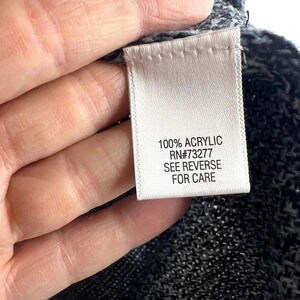 100% ACRYLIC
RN#73277
SEE REVERSE
FOR CARE